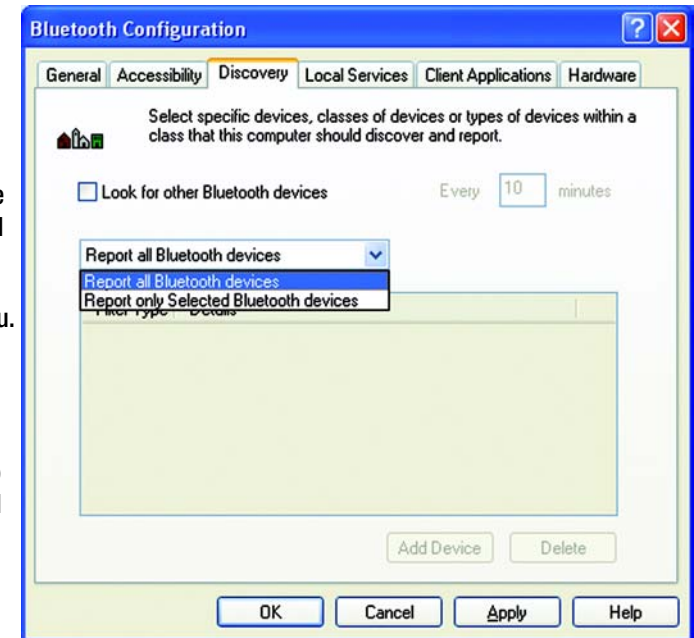 Bluetooth Configuration
General Accessibility Discovery Local Services Client Applications Hardware
Select specific devices, classes of devices or types of devices within a
class that this computer should discover and report.
Look for other Bluetooth devices Every 10 minutes
Report all Bluetooth devices
Report all Bluetooth devices
Report only Selected Bluetooth devices
u.
Filter Type Details
Add Device Delete
OK Cancel Apply Help